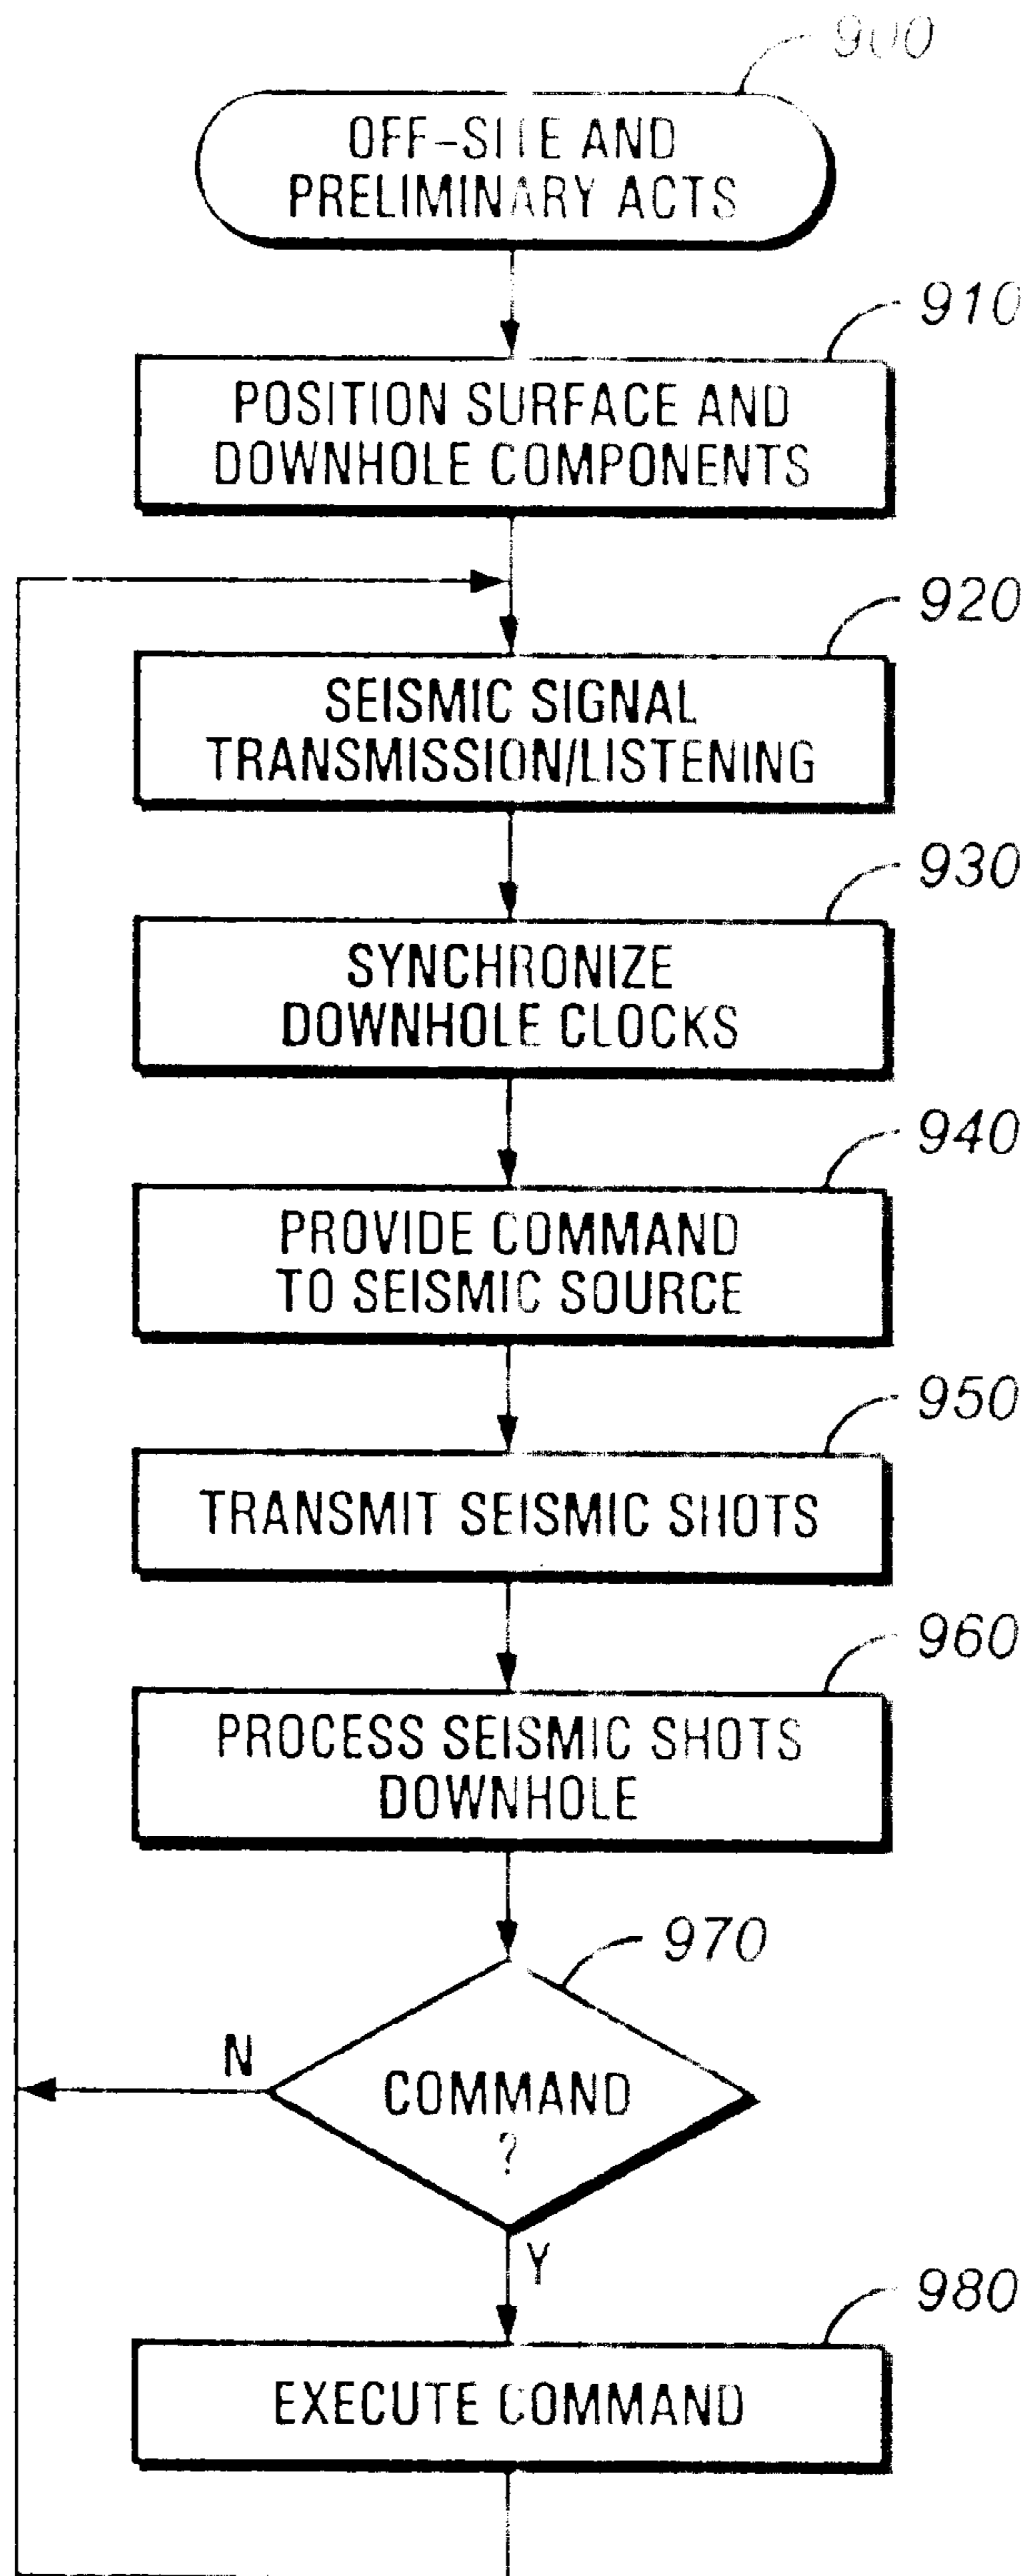 900
OFF-SITE AND
PRELIMINARY ACTS
910
POSITION SURFACE AND
DOWNHOLE COMPONENTS
920
SEISMIC SIGNAL
TRANSMISSION/LISTENING
930
SYNCHRONIZE
DOWNHOLE CLOCKS
940
PROVIDE COMMAND
TO SEISMIC SOURCE
950
TRANSMIT SEISMIC SHOTS
960
PROCESS SEISMIC SHOTS
DOWNHOLE
970
N
COMMAND
?
Y
980
EXECUTE COMMAND